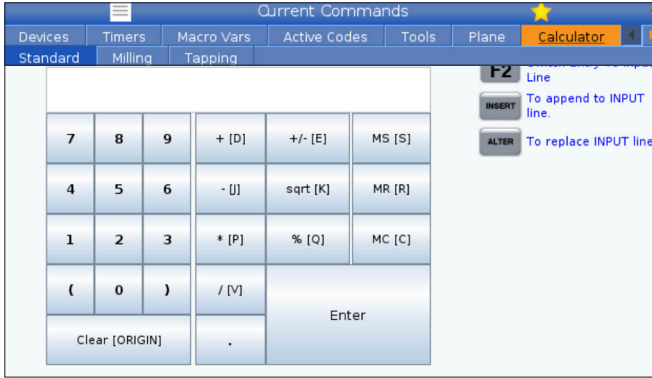 Current Commands
Devices Timers Macro Vars Active Codes Tools Plane Calculator
Standard Milling Tapping
F2
Line
INSERT To append to INPUT
line.
ALTER To replace INPUT line
7 8 9 + [D] +/- [E] MS [S]
4 5 6 - [J] sqrt [K] MR [R]
1 2 3 * [P] % [Q] MC [C]
( 0 ) / [V]
Enter
Clear [ORIGIN] .